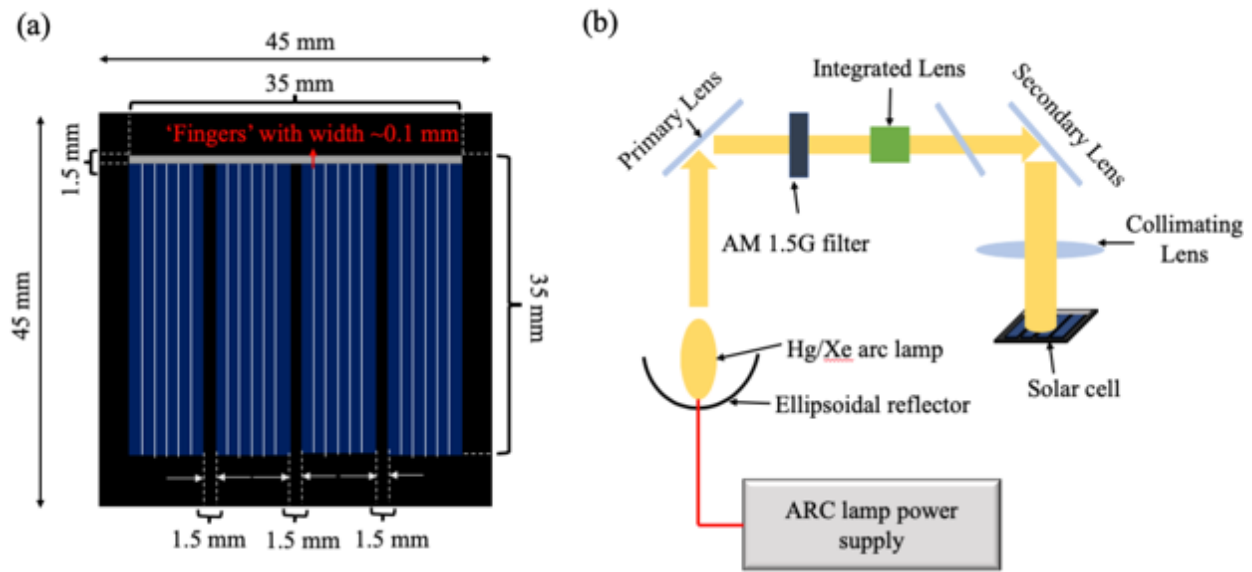 (a)
45 mm
35 mm
'Fingers' with width ~0.1 mm
1.5 mm
45 mm
35 mm
1.5 mm
1.5 mm
1.5 mm
(b)
Integrated Lens
Primary Lens
Secondary Lens
AM 1.5G filter
Collimating
Lens
Hg/Xe arc lamp
Solar cell
Ellipsoidal reflector
ARC lamp power
supply